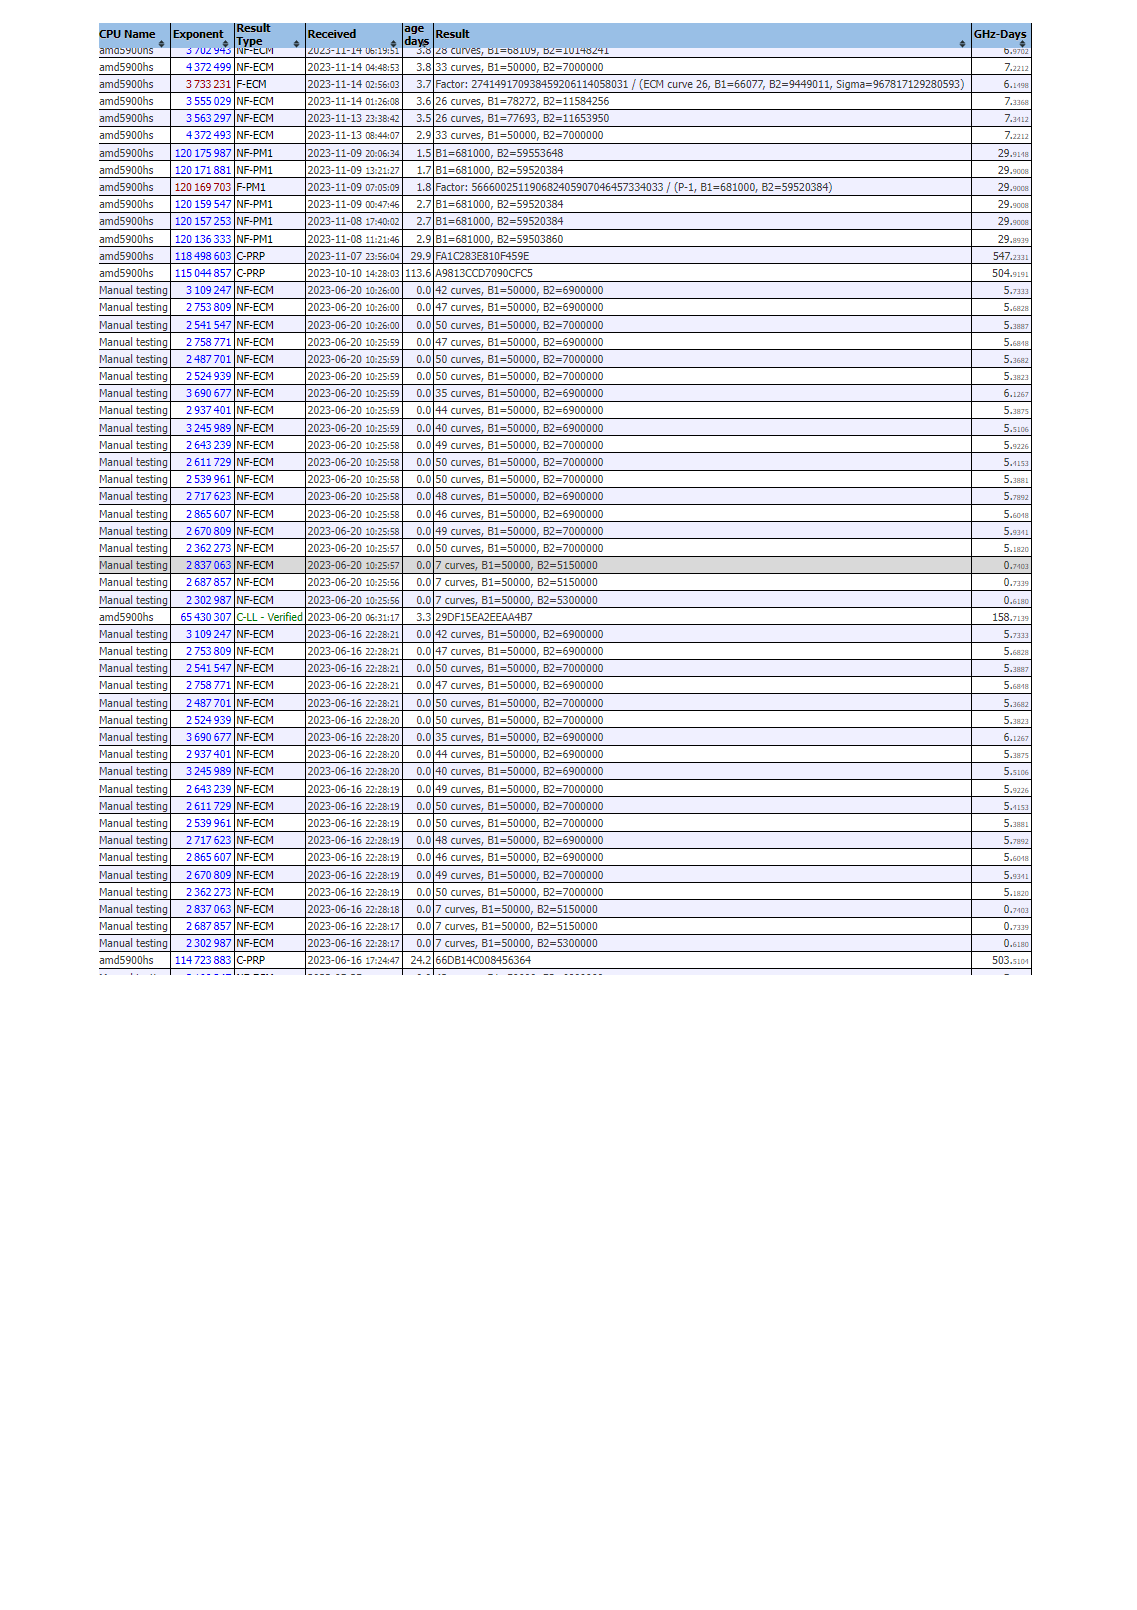 CPU Name Exponent Result Type Received age days Result GHz-Days
amd5900hs 3 702 943 NF-ECM 2023-11-14 06:19:51 3.8 28 curves, B1=68109, B2=10148241 6.9702
amd5900hs 4 372 499 NF-ECM 2023-11-14 04:48:53 3.8 33 curves, B1=50000, B2=7000000 7.2212
amd5900hs 3 733 231 F-ECM 2023-11-14 02:56:03 3.7 Factor: 274149170938459206114058031 / (ECM curve 26, B1=66077, B2=9449011, Sigma=967817129280593) 6.1498
amd5900hs 3 555 029 NF-ECM 2023-11-14 01:26:08 3.6 26 curves, B1=78272, B2=11584256 7.3368
amd5900hs 3 563 297 NF-ECM 2023-11-13 23:38:42 3.5 26 curves, B1=77693, B2=11653950 7.3412
amd5900hs 4 372 493 NF-ECM 2023-11-13 08:44:07 2.9 33 curves, B1=50000, B2=7000000 7.2212
amd5900hs 120 175 987 NF-PM1 2023-11-09 20:06:34 1.5 B1=681000, B2=59553648 29.9148
amd5900hs 120 171 881 NF-PM1 2023-11-09 13:21:27 1.7 B1=681000, B2=59520384 29.9008
amd5900hs 120 169 703 F-PM1 2023-11-09 07:05:09 1.8 Factor: 566600251190682405907046457334033 / (P-1, B1=681000, B2=59520384) 29.9008
amd5900hs 120 159 547 NF-PM1 2023-11-09 00:47:46 2.7 B1=681000, B2=59520384 29.9008
amd5900hs 120 157 253 NF-PM1 2023-11-08 17:40:02 2.7 B1=681000, B2=59520384 29.9008
amd5900hs 120 136 333 NF-PM1 2023-11-08 11:21:46 2.9 B1=681000, B2=59503860 29.8939
amd5900hs 118 498 603 C-PRP 2023-11-07 23:56:04 29.9 FA1C283E810F459E 547.2331
amd5900hs 115 044 857 C-PRP 2023-10-10 14:28:03 113.6 A9813CCD7090CFC5 504.9191
Manual testing 3 109 247 NF-ECM 2023-06-20 10:26:00 0.0 42 curves, B1=50000, B2=6900000 5.7333
Manual testing 2 753 809 NF-ECM 2023-06-20 10:26:00 0.0 47 curves, B1=50000, B2=6900000 5.6828
Manual testing 2 541 547 NF-ECM 2023-06-20 10:26:00 0.0 50 curves, B1=50000, B2=7000000 5.3887
Manual testing 2 758 771 NF-ECM 2023-06-20 10:25:59 0.0 47 curves, B1=50000, B2=6900000 5.6848
Manual testing 2 487 701 NF-ECM 2023-06-20 10:25:59 0.0 50 curves, B1=50000, B2=7000000 5.3682
Manual testing 2 524 939 NF-ECM 2023-06-20 10:25:59 0.0 50 curves, B1=50000, B2=7000000 5.3823
Manual testing 3 690 677 NF-ECM 2023-06-20 10:25:59 0.0 35 curves, B1=50000, B2=6900000 6.1267
Manual testing 2 937 401 NF-ECM 2023-06-20 10:25:59 0.0 44 curves, B1=50000, B2=6900000 5.3875
Manual testing 3 245 989 NF-ECM 2023-06-20 10:25:59 0.0 40 curves, B1=50000, B2=6900000 5.5106
Manual testing 2 643 239 NF-ECM 2023-06-20 10:25:58 0.0 49 curves, B1=50000, B2=7000000 5.9226
Manual testing 2 611 729 NF-ECM 2023-06-20 10:25:58 0.0 50 curves, B1=50000, B2=7000000 5.4153
Manual testing 2 539 961 NF-ECM 2023-06-20 10:25:58 0.0 50 curves, B1=50000, B2=7000000 5.3881
Manual testing 2 717 623 NF-ECM 2023-06-20 10:25:58 0.0 48 curves, B1=50000, B2=6900000 5.7892
Manual testing 2 865 607 NF-ECM 2023-06-20 10:25:58 0.0 46 curves, B1=50000, B2=6900000 5.6048
Manual testing 2 670 809 NF-ECM 2023-06-20 10:25:58 0.0 49 curves, B1=50000, B2=7000000 5.9341
Manual testing 2 362 273 NF-ECM 2023-06-20 10:25:57 0.0 50 curves, B1=50000, B2=7000000 5.1820
Manual testing 2 837 063 NF-ECM 2023-06-20 10:25:57 0.0 7 curves, B1=50000, B2=5150000 0.7403
Manual testing 2 687 857 NF-ECM 2023-06-20 10:25:56 0.0 7 curves, B1=50000, B2=5150000 0.7339
Manual testing 2 302 987 NF-ECM 2023-06-20 10:25:56 0.0 7 curves, B1=50000, B2=5300000 0.6180
amd5900hs 65 430 307 C-LL - Verified 2023-06-20 06:31:17 3.3 29DF15EA2EEAA4B7 158.7139
Manual testing 3 109 247 NF-ECM 2023-06-16 22:28:21 0.0 42 curves, B1=50000, B2=6900000 5.7333
Manual testing 2 753 809 NF-ECM 2023-06-16 22:28:21 0.0 47 curves, B1=50000, B2=6900000 5.6828
Manual testing 2 541 547 NF-ECM 2023-06-16 22:28:21 0.0 50 curves, B1=50000, B2=7000000 5.3887
Manual testing 2 758 771 NF-ECM 2023-06-16 22:28:21 0.0 47 curves, B1=50000, B2=6900000 5.6848
Manual testing 2 487 701 NF-ECM 2023-06-16 22:28:21 0.0 50 curves, B1=50000, B2=7000000 5.3682
Manual testing 2 524 939 NF-ECM 2023-06-16 22:28:20 0.0 50 curves, B1=50000, B2=7000000 5.3823
Manual testing 3 690 677 NF-ECM 2023-06-16 22:28:20 0.0 35 curves, B1=50000, B2=6900000 6.1267
Manual testing 2 937 401 NF-ECM 2023-06-16 22:28:20 0.0 44 curves, B1=50000, B2=6900000 5.3875
Manual testing 3 245 989 NF-ECM 2023-06-16 22:28:20 0.0 40 curves, B1=50000, B2=6900000 5.5106
Manual testing 2 643 239 NF-ECM 2023-06-16 22:28:19 0.0 49 curves, B1=50000, B2=7000000 5.9226
Manual testing 2 611 729 NF-ECM 2023-06-16 22:28:19 0.0 50 curves, B1=50000, B2=7000000 5.4153
Manual testing 2 539 961 NF-ECM 2023-06-16 22:28:19 0.0 50 curves, B1=50000, B2=7000000 5.3881
Manual testing 2 717 623 NF-ECM 2023-06-16 22:28:19 0.0 48 curves, B1=50000, B2=6900000 5.7892
Manual testing 2 865 607 NF-ECM 2023-06-16 22:28:19 0.0 46 curves, B1=50000, B2=6900000 5.6048
Manual testing 2 670 809 NF-ECM 2023-06-16 22:28:19 0.0 49 curves, B1=50000, B2=7000000 5.9341
Manual testing 2 362 273 NF-ECM 2023-06-16 22:28:19 0.0 50 curves, B1=50000, B2=7000000 5.1820
Manual testing 2 837 063 NF-ECM 2023-06-16 22:28:18 0.0 7 curves, B1=50000, B2=5150000 0.7403
Manual testing 2 687 857 NF-ECM 2023-06-16 22:28:17 0.0 7 curves, B1=50000, B2=5150000 0.7339
Manual testing 2 302 987 NF-ECM 2023-06-16 22:28:17 0.0 7 curves, B1=50000, B2=5300000 0.6180
amd5900hs 114 723 883 C-PRP 2023-06-16 17:24:47 24.2 66DB14C008456364 503.5104